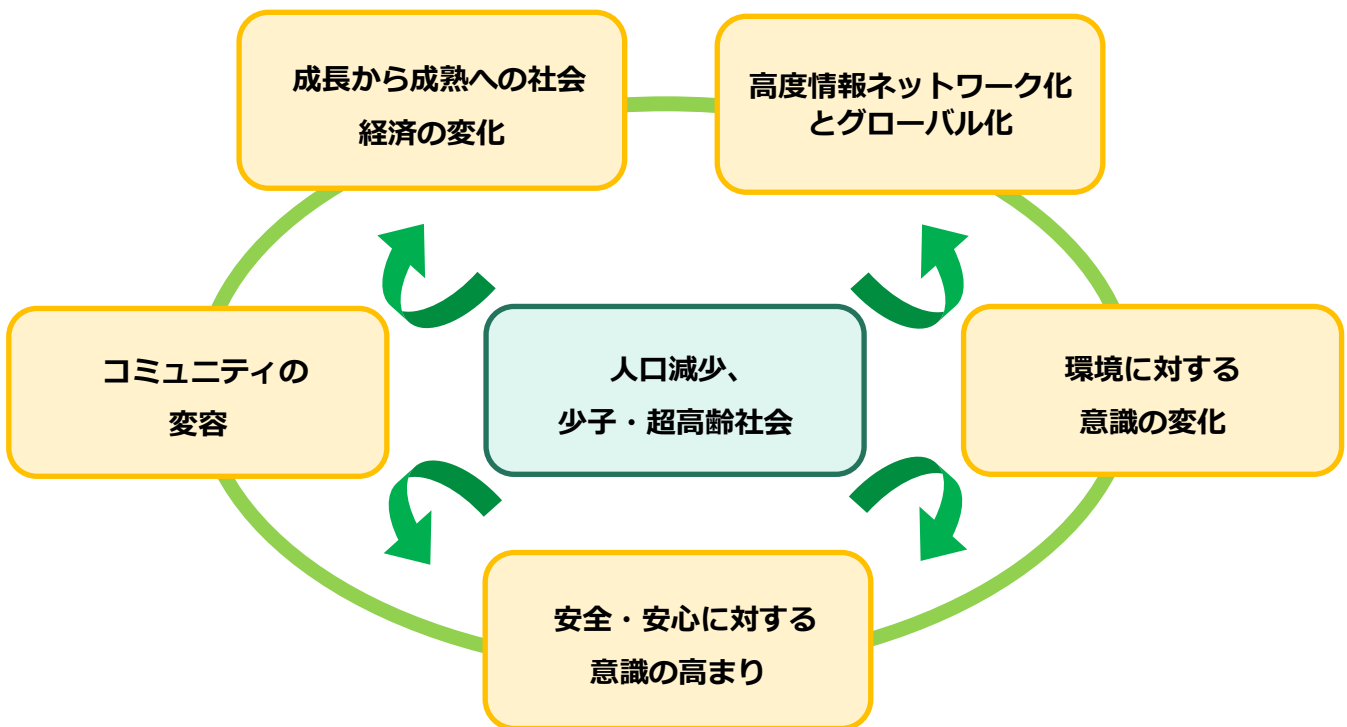 成長から成熟への社会
経済の変化
高度情報ネットワーク化
とグローバル化
コミュニティの
変容
人口減少、
少子・超高齢社会
環境に対する
意識の変化
安全・安心に対する
意識の高まり